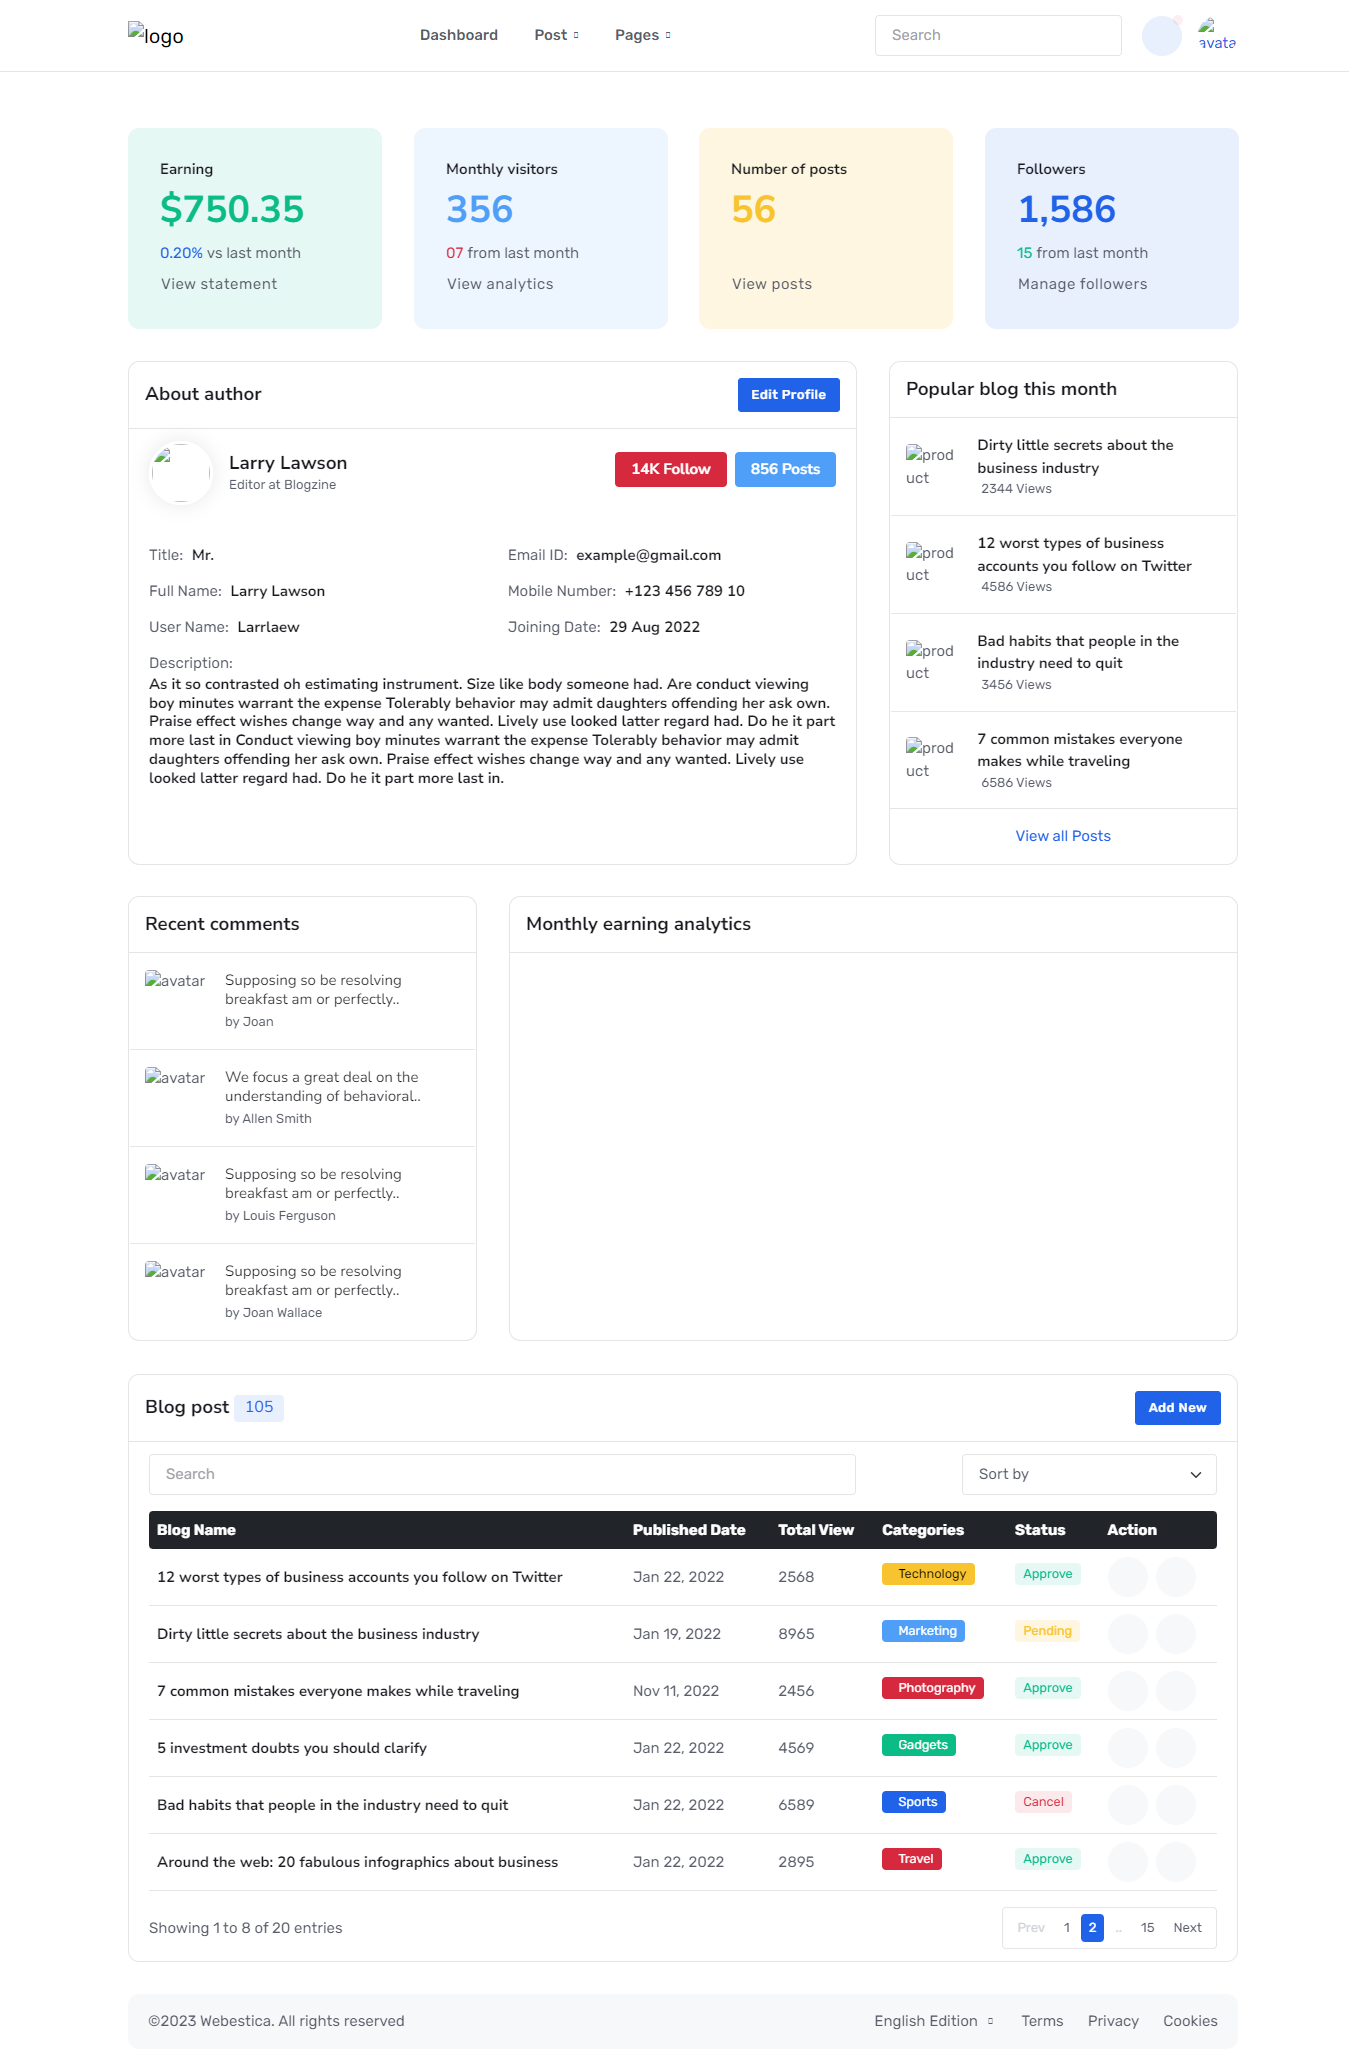 logo
Dashboard
Post
Pages
Search
avata
Earning
$750.35
0.20% vs last month
View statement
Monthly visitors
356
07 from last month
View analytics
Number of posts
56
View posts
Followers
1,586
15 from last month
Manage followers
About author
Edit Profile
Larry Lawson
Editor at Blogzine
14K Follow
856 Posts
Title: Mr.
Email ID: example@gmail.com
Full Name: Larry Lawson
Mobile Number: +123 456 789 10
User Name: Larrlaew
Joining Date: 29 Aug 2022
Description:
As it so contrasted oh estimating instrument. Size like body someone had. Are conduct viewing
boy minutes warrant the expense Tolerably behavior may admit daughters offending her ask own.
Praise effect wishes change way and any wanted. Lively use looked latter regard had. Do he it part
more last in Conduct viewing boy minutes warrant the expense Tolerably behavior may admit
daughters offending her ask own. Praise effect wishes change way and any wanted. Lively use
looked latter regard had. Do he it part more last in.
Popular blog this month
prod
uct
Dirty little secrets about the
business industry
2344 Views
prod
uct
12 worst types of business
accounts you follow on Twitter
4586 Views
prod
uct
Bad habits that people in the
industry need to quit
3456 Views
prod
uct
7 common mistakes everyone
makes while traveling
6586 Views
View all Posts
Recent comments
avatar
Supposing so be resolving
breakfast am or perfectly..
by Joan
avatar
We focus a great deal on the
understanding of behavioral..
by Allen Smith
avatar
Supposing so be resolving
breakfast am or perfectly..
by Louis Ferguson
avatar
Supposing so be resolving
breakfast am or perfectly..
by Joan Wallace
Monthly earning analytics
Blog post 105
Add New
Search
Sort by
Blog Name Published Date Total View Categories Status Action
12 worst types of business accounts you follow on Twitter Jan 22, 2022 2568 Technology Approve
Dirty little secrets about the business industry Jan 19, 2022 8965 Marketing Pending
7 common mistakes everyone makes while traveling Nov 11, 2022 2456 Photography Approve
5 investment doubts you should clarify Jan 22, 2022 4569 Gadgets Approve
Bad habits that people in the industry need to quit Jan 22, 2022 6589 Sports Cancel
Around the web: 20 fabulous infographics about business Jan 22, 2022 2895 Travel Approve
Showing 1 to 8 of 20 entries
Prev 1 2 .. 15 Next
©2023 Webestica. All rights reserved
English Edition
Terms
Privacy
Cookies